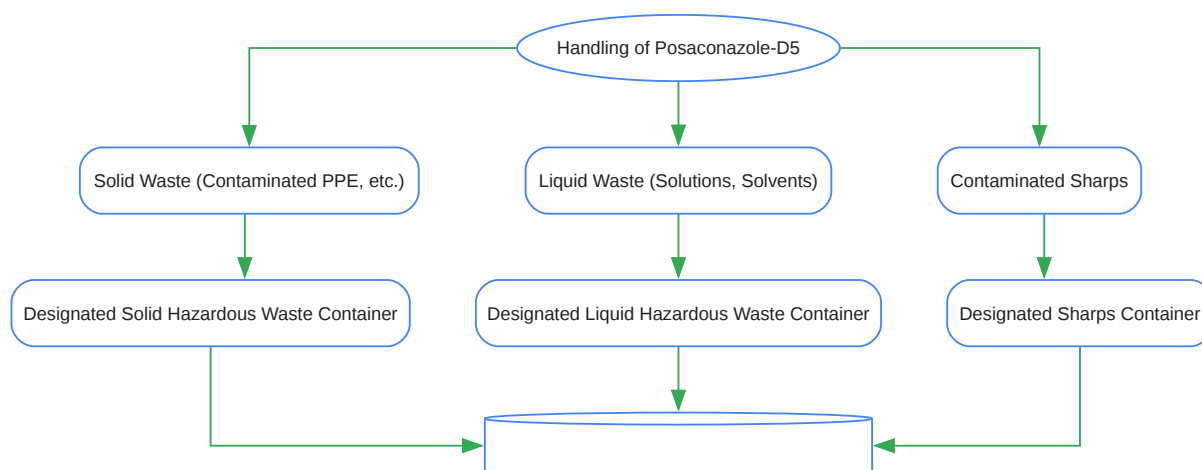 Handling of Posaconazole-D5
Solid Waste (Contaminated PPE, etc.)
Liquid Waste (Solutions, Solvents)
Contaminated Sharps
Designated Solid Hazardous Waste Container
Designated Liquid Hazardous Waste Container
Designated Sharps Container